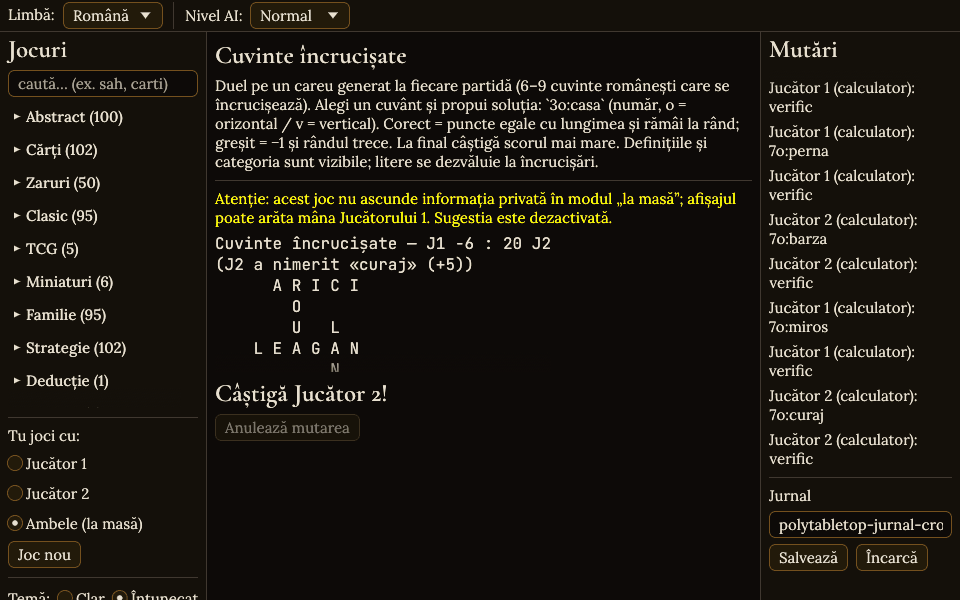 Limbă:
Română
Nivel AI:
Normal
Jocuri
caută... (ex. sah, carti)
Abstract (100)
Cărți (102)
Zaruri (50)
Clasic (95)
TCG (5)
Miniaturi (6)
Familie (95)
Strategie (102)
Deducție (1)
Tu joci cu:
Jucător 1
Jucător 2
Ambele (la masă)
Joc nou
Temă:
Clar
Întunecat
Cuvinte încrucișate
Duel pe un careu generat la fiecare partidă (6–9 cuvinte românești care se
încrucișează). Alegi un cuvânt și propui soluția: `3o:casa` (număr, o =
orizontal / v = vertical). Corect = puncte egale cu lungimea și rămâi la rând;
greșit = −1 și rândul trece. La final câștigă scorul mai mare. Definițiile și
categoria sunt vizibile; litere se dezvăluie la încrucișări.
Atenție: acest joc nu ascunde informația privată în modul „la masă”; afișajul
poate arăta mâna Jucătorului 1. Sugestia este dezactivată.
Cuvinte încrucișate — J1 -6 : 20 J2
(J2 a nimerit «curaj» (+5))
A R I C I
O
U L
L E A G A N
N
Câștigă Jucător 2!
Anulează mutarea
Mutări
Jucător 1 (calculator):
verific
Jucător 1 (calculator):
7o:perna
Jucător 1 (calculator):
verific
Jucător 2 (calculator):
7o:barza
Jucător 2 (calculator):
verific
Jucător 1 (calculator):
7o:miros
Jucător 1 (calculator):
verific
Jucător 2 (calculator):
7o:curaj
Jucător 2 (calculator):
verific
Jurnal
polytabletop-jurnal-cro
Salvează
Încarcă